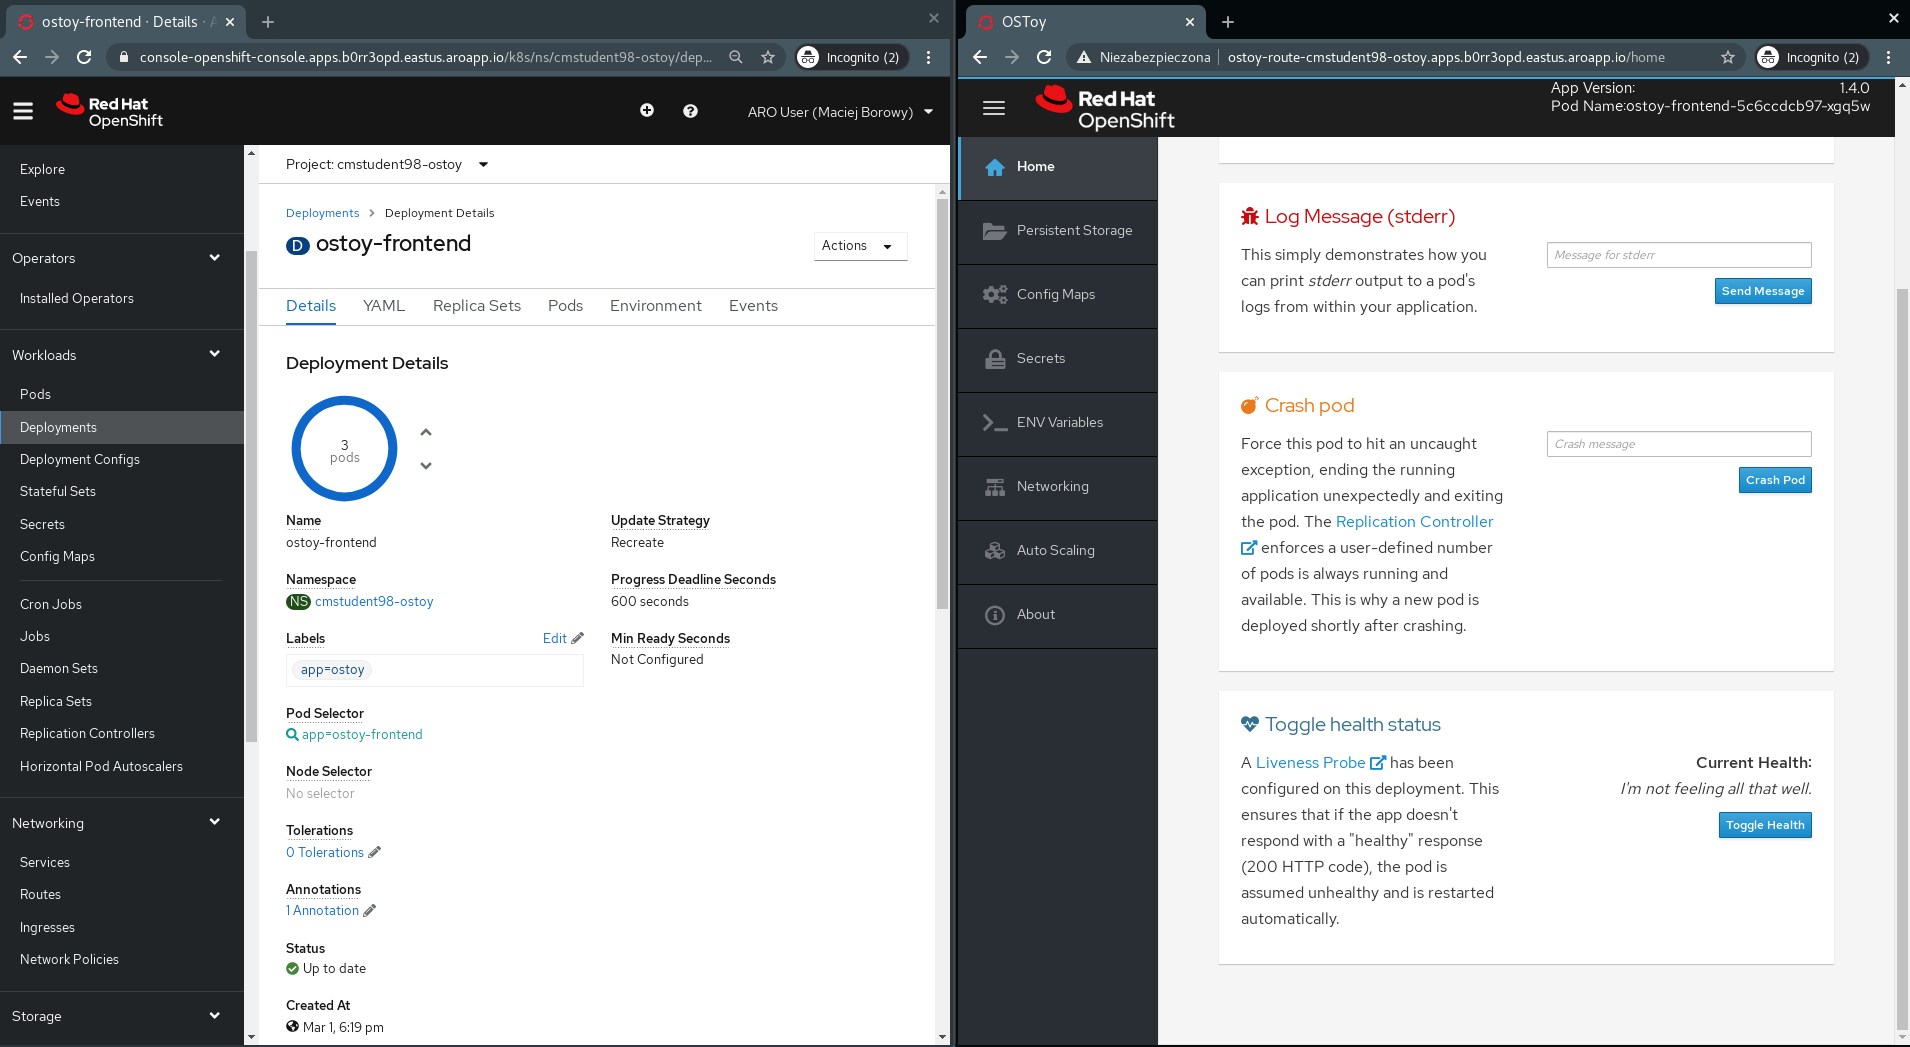 ostoy-frontend · Details ·
console-openshift-console.apps.b0rr3opd.eastus.aroapp.io/k8s/ns/cmstudent98-ostoy/dep...
Incognito (2)
Red Hat
OpenShift
ARO User (Maciej Borowy)
Explore
Events
Operators
Installed Operators
Workloads
Pods
Deployments
Deployment Configs
Stateful Sets
Secrets
Config Maps
Cron Jobs
Jobs
Daemon Sets
Replica Sets
Replication Controllers
Horizontal Pod Autoscalers
Networking
Services
Routes
Ingresses
Network Policies
Storage
Project: cmstudent98-ostoy
Deployments > Deployment Details
D ostoy-frontend
Actions
Details YAML Replica Sets Pods Environment Events
Deployment Details
3
pods
Name
ostoy-frontend
Namespace
NS cmstudent98-ostoy
Labels Edit
app=ostoy
Pod Selector
app=ostoy-frontend
Node Selector
No selector
Tolerations
0 Tolerations
Annotations
1 Annotation
Status
Up to date
Created At
Mar 1, 6:19 pm
Update Strategy
Recreate
Progress Deadline Seconds
600 seconds
Min Ready Seconds
Not Configured
OSToy
Niezabezpieczona ostoy-route-cmstudent98-ostoy.apps.b0rr3opd.eastus.aroapp.io/home
Incognito (2)
Red Hat
OpenShift
App Version: 1.4.0
Pod Name:ostoy-frontend-5c6ccdcb97-xgq5w
Home
Persistent Storage
Config Maps
Secrets
ENV Variables
Networking
Auto Scaling
About
Log Message (stderr)
This simply demonstrates how you
can print stderr output to a pod's
logs from within your application.
Message for stderr
Send Message
Crash pod
Force this pod to hit an uncaught
exception, ending the running
application unexpectedly and exiting
the pod. The Replication Controller
enforces a user-defined number
of pods is always running and
available. This is why a new pod is
deployed shortly after crashing.
Crash message
Crash Pod
Toggle health status
A Liveness Probe has been
configured on this deployment. This
ensures that if the app doesn't
respond with a "healthy" response
(200 HTTP code), the pod is
assumed unhealthy and is restarted
automatically.
Current Health:
I'm not feeling all that well.
Toggle Health